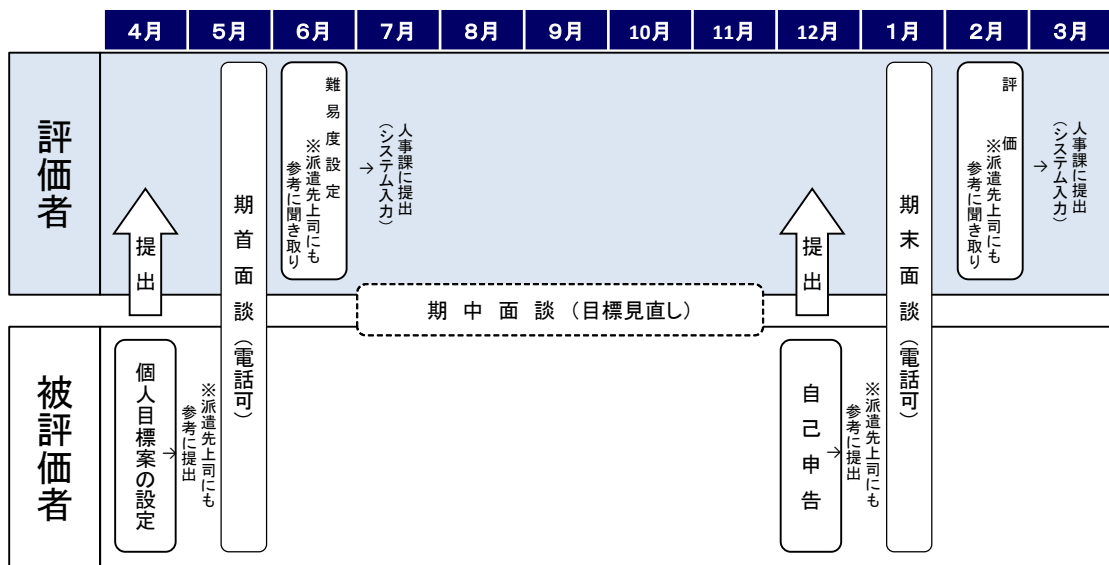 4月 5月 6月 7月 8月 9月 10月 11月 12月 1月 2月 3月
評価者
提出
期首面談(電話可)
難易度設定
※派遣先上司にも
参考に聞き取り
→
人事課に提出
(システム入力)
期中面談(目標見直し)
提出
期末面談(電話可)
評価
※派遣先上司にも
参考に聞き取り
→
人事課に提出
(システム入力)
被評価者
個人目標案の設定
→
※派遣先上司にも
参考に提出
自己申告
→
※派遣先上司にも
参考に提出